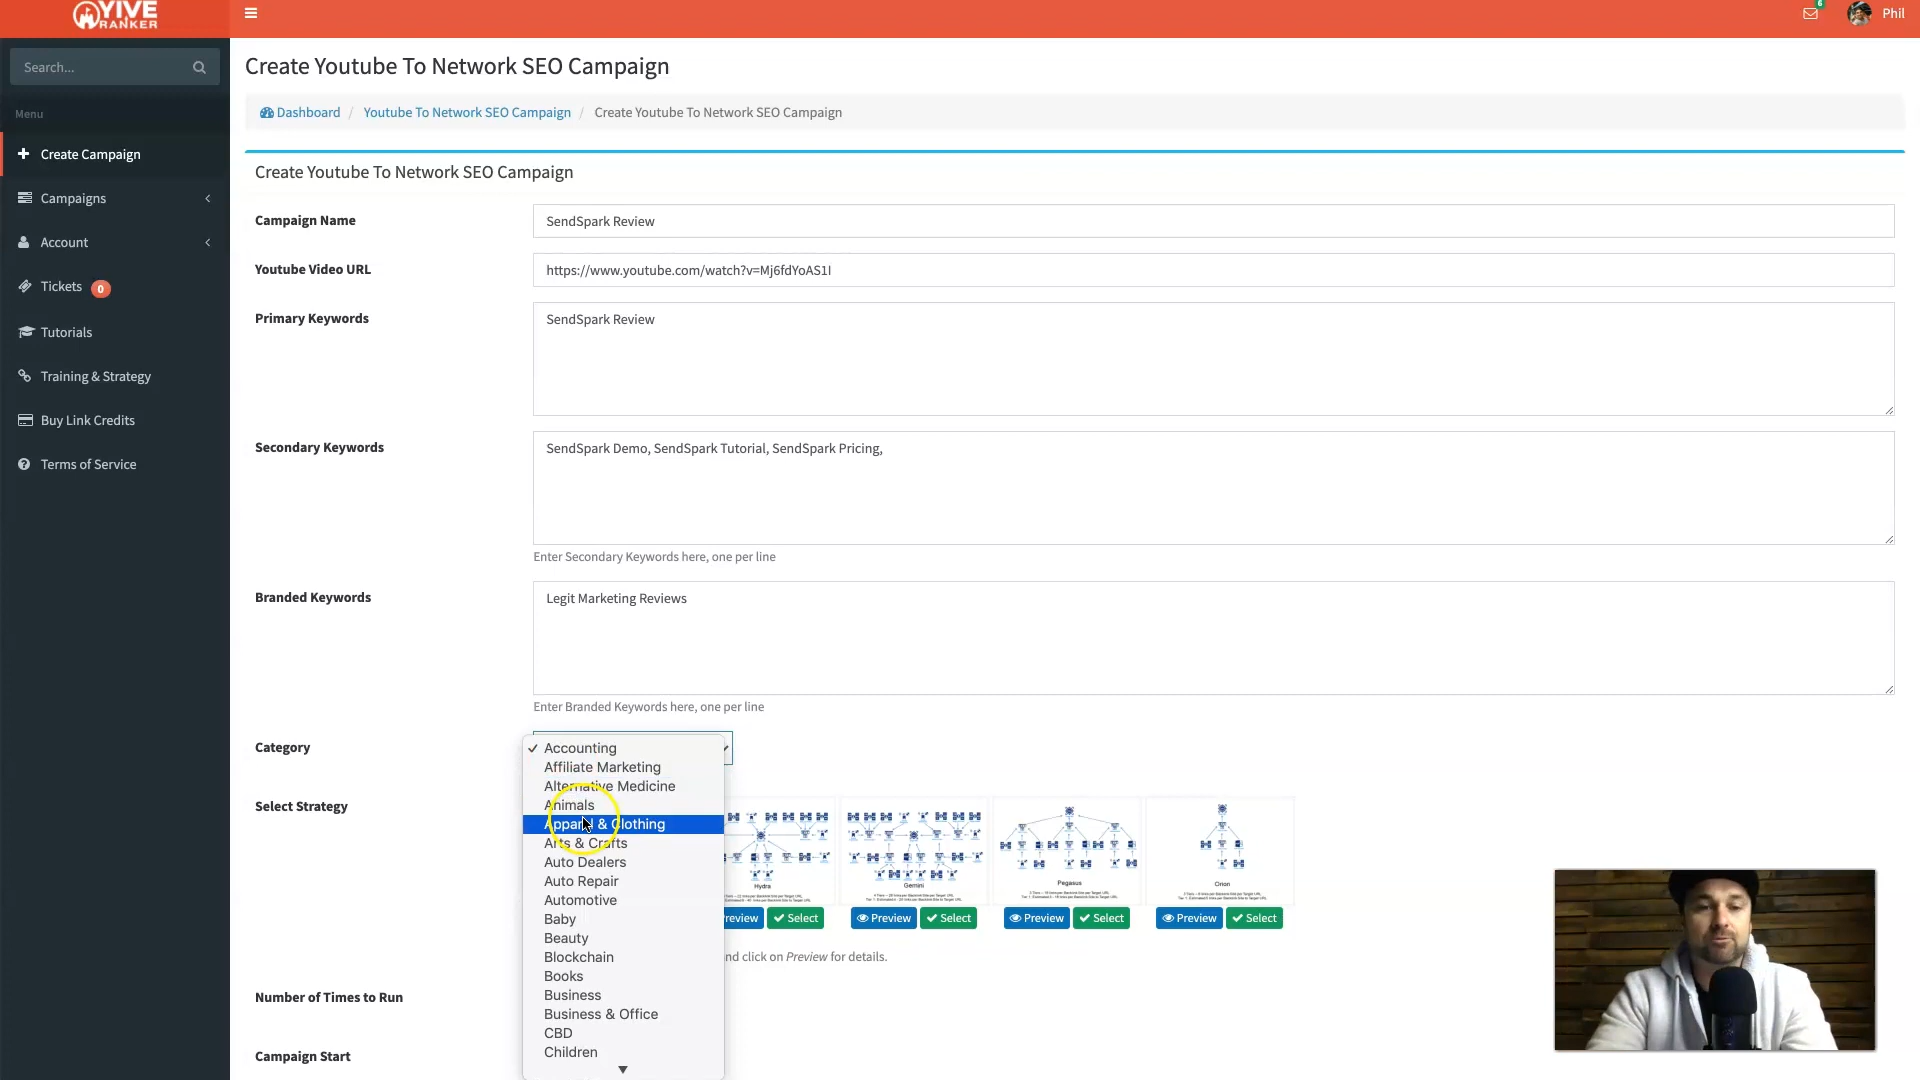 YIVE
RANKER
6
Phil
Search...
Create Youtube To Network SEO Campaign
Menu
Dashboard / Youtube To Network SEO Campaign / Create Youtube To Network SEO Campaign
Create Campaign
Campaigns
Account
Tickets 0
Tutorials
Training & Strategy
Buy Link Credits
Terms of Service
Create Youtube To Network SEO Campaign
Campaign Name
SendSpark Review
Youtube Video URL
https://www.youtube.com/watch?v=Mj6fdYoAS1I
Primary Keywords
SendSpark Review
Secondary Keywords
SendSpark Demo, SendSpark Tutorial, SendSpark Pricing,
Enter Secondary Keywords here, one per line
Branded Keywords
Legit Marketing Reviews
Enter Branded Keywords here, one per line
Category
Accounting
Affiliate Marketing
Alternative Medicine
Animals
Apparel & Clothing
Arts & Crafts
Auto Dealers
Auto Repair
Automotive
Baby
Beauty
Blockchain
Books
Business
Business & Office
CBD
Children
Select Strategy
Hydra
Gemini
Pegasus
Orion
review Select
Preview Select
Preview Select
Preview Select
nd click on Preview for details.
Number of Times to Run
Campaign Start